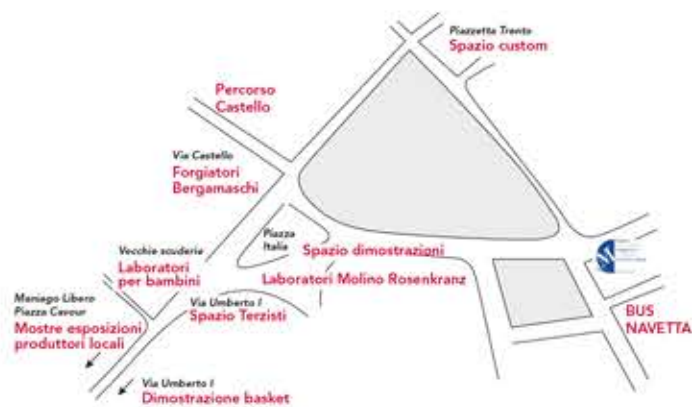 Piazzetta Trento
Spazio custom
Percorso
Castello
Via Castello
Forgiatori
Bergamaschi
Piazza
Italia
Spazio dimostrazioni
Vecchie scuderie
Laboratori
per bambini
Laboratori Molino Rosenkranz
Maniago Libero
Piazza Cavour
Mostre esposizioni
produttori locali
Via Umberto I
Spazio Terzisti
BUS
NAVETTA
Via Umberto I
Dimostrazione basket
M